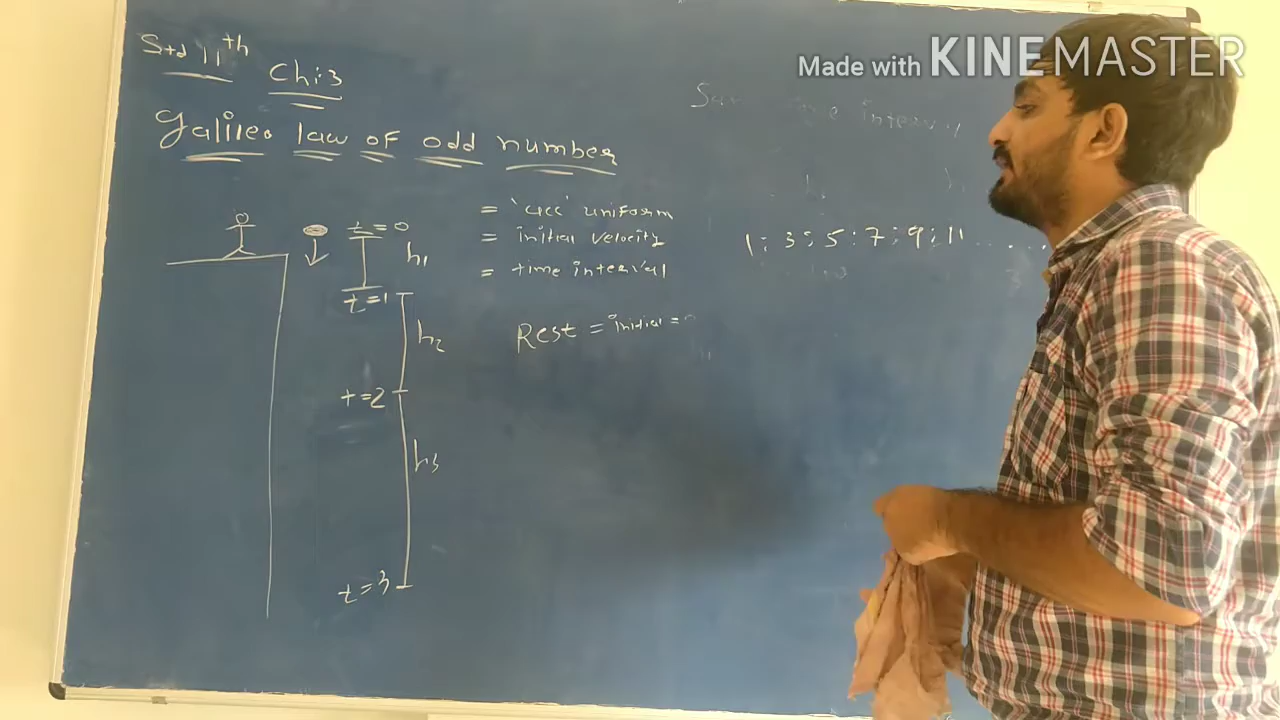 Made with KINEMASTER
Std 11th
Ch:3
Galileo law of odd number
= 'acc' uniform
= initial velocity
= time interval
Rest = initial =
1 ; 3 ; 5 : 7 ; 9 ; 11 ......
t = 0
h1
t = 1
h2
t = 2
h3
t = 3